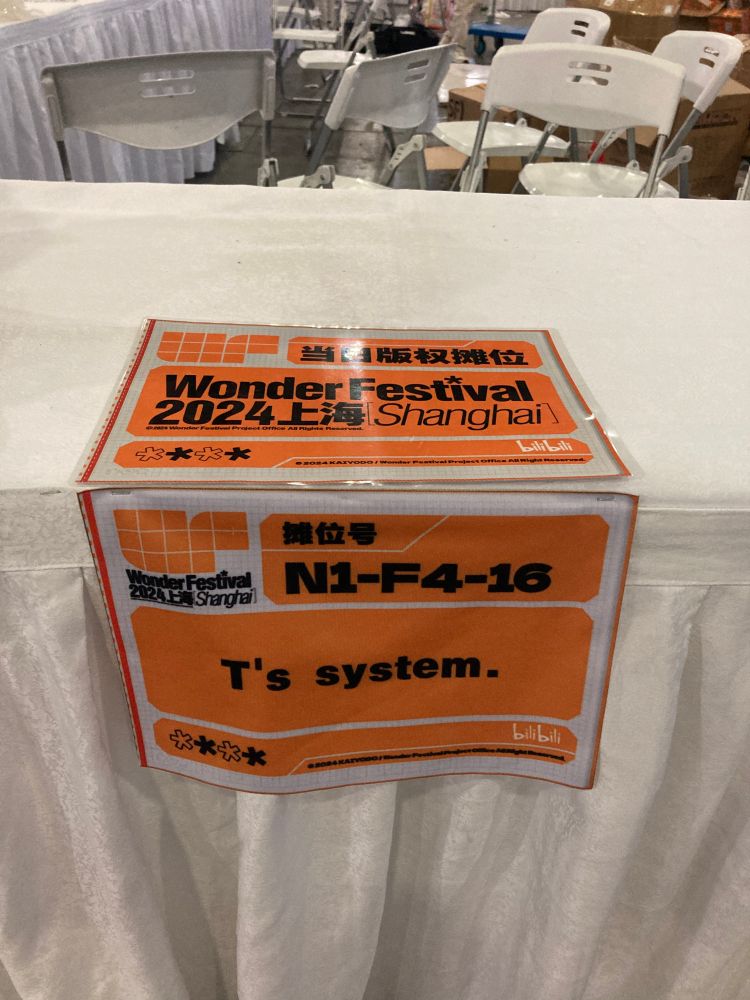 当日版权摊位
Wonder Festival
2024上海[Shanghai]
©2024 Wonder Festival Project Office All Rights Reserved.
bilibili
© 2024 KAIYODO / Wonder Festival Project Office All Right Reserved.
摊位号
N1-F4-16
Wonder Festival
2024上海[Shanghai]
T's system.
bilibili
© 2024 KAIYODO / Wonder Festival Project Office All Right Reserved.